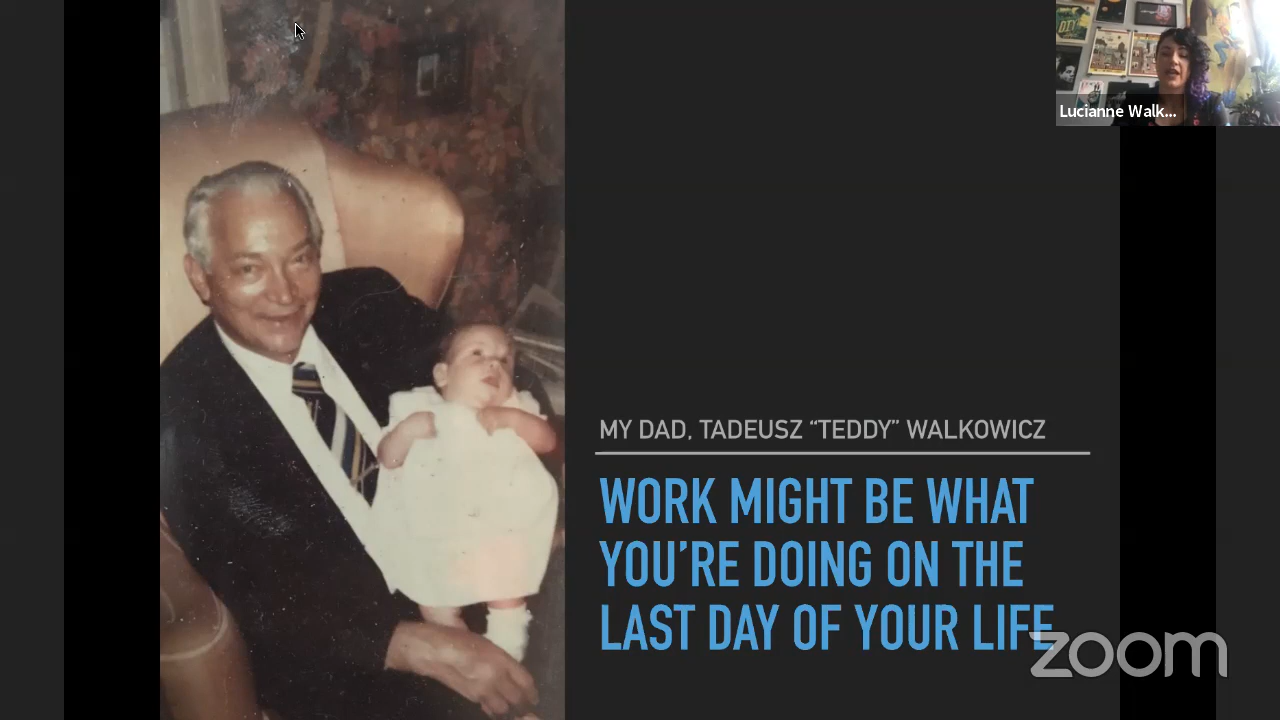 Lucianne Walk...
MY DAD, TADEUSZ “TEDDY” WALKOWICZ
WORK MIGHT BE WHAT
YOU’RE DOING ON THE
LAST DAY OF YOUR LIFE
zoom